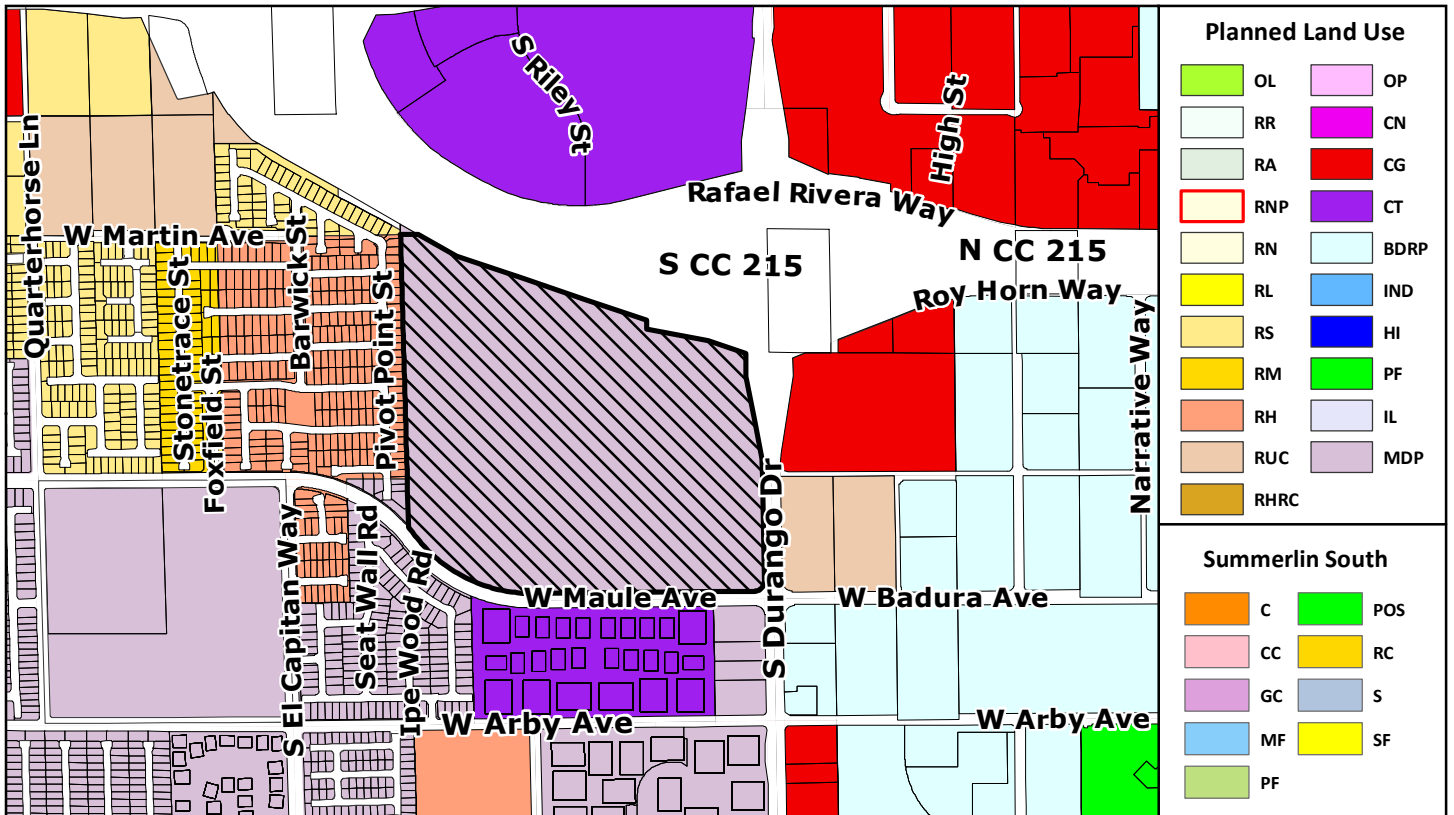 S Riley St
High St
Quarterhorse Ln
Rafael Rivera Way
W Martin Ave
Barwick St
S CC 215
N CC 215
Roy Horn Way
Stonetrace St
Foxfield St
Pivot Point St
Narrative Way
S El Capitan Way
Seat Wall Rd
Ipe Wood Rd
S Durango Dr
W Maule Ave
W Badura Ave
W Arby Ave
W Arby Ave
Planned Land Use
OL
OP
RR
CN
RA
CG
RNP
CT
RN
BDRP
RL
IND
RS
HI
RM
PF
RH
IL
RUC
MDP
RHRC
Summerlin South
C
POS
CC
RC
GC
S
MF
SF
PF